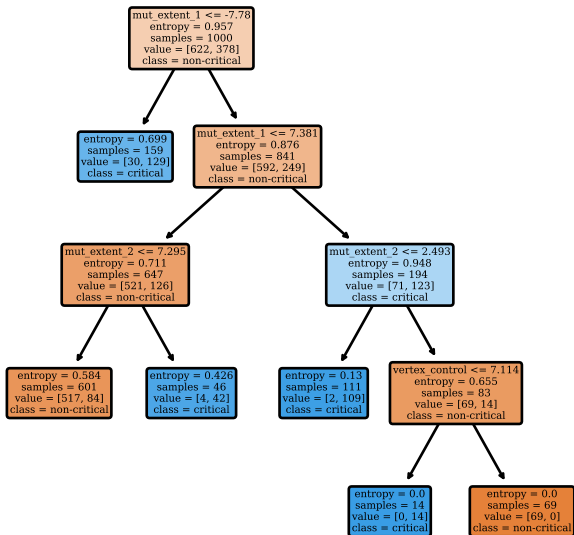 mut_extent_1 <= -7.78
entropy = 0.957
samples = 1000
value = [622, 378]
class = non-critical
entropy = 0.699
samples = 159
value = [30, 129]
class = critical
mut_extent_1 <= 7.381
entropy = 0.876
samples = 841
value = [592, 249]
class = non-critical
mut_extent_2 <= 7.295
entropy = 0.711
samples = 647
value = [521, 126]
class = non-critical
mut_extent_2 <= 2.493
entropy = 0.948
samples = 194
value = [71, 123]
class = critical
entropy = 0.584
samples = 601
value = [517, 84]
class = non-critical
entropy = 0.426
samples = 46
value = [4, 42]
class = critical
entropy = 0.13
samples = 111
value = [2, 109]
class = critical
vertex_control <= 7.114
entropy = 0.655
samples = 83
value = [69, 14]
class = non-critical
entropy = 0.0
samples = 14
value = [0, 14]
class = critical
entropy = 0.0
samples = 69
value = [69, 0]
class = non-critical